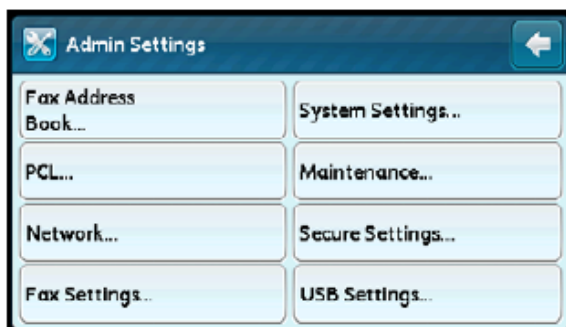 Admin Settings
Fax Address
Book...
System Settings...
PCL...
Maintenance...
Network...
Secure Settings...
Fax Settings...
USB Settings...